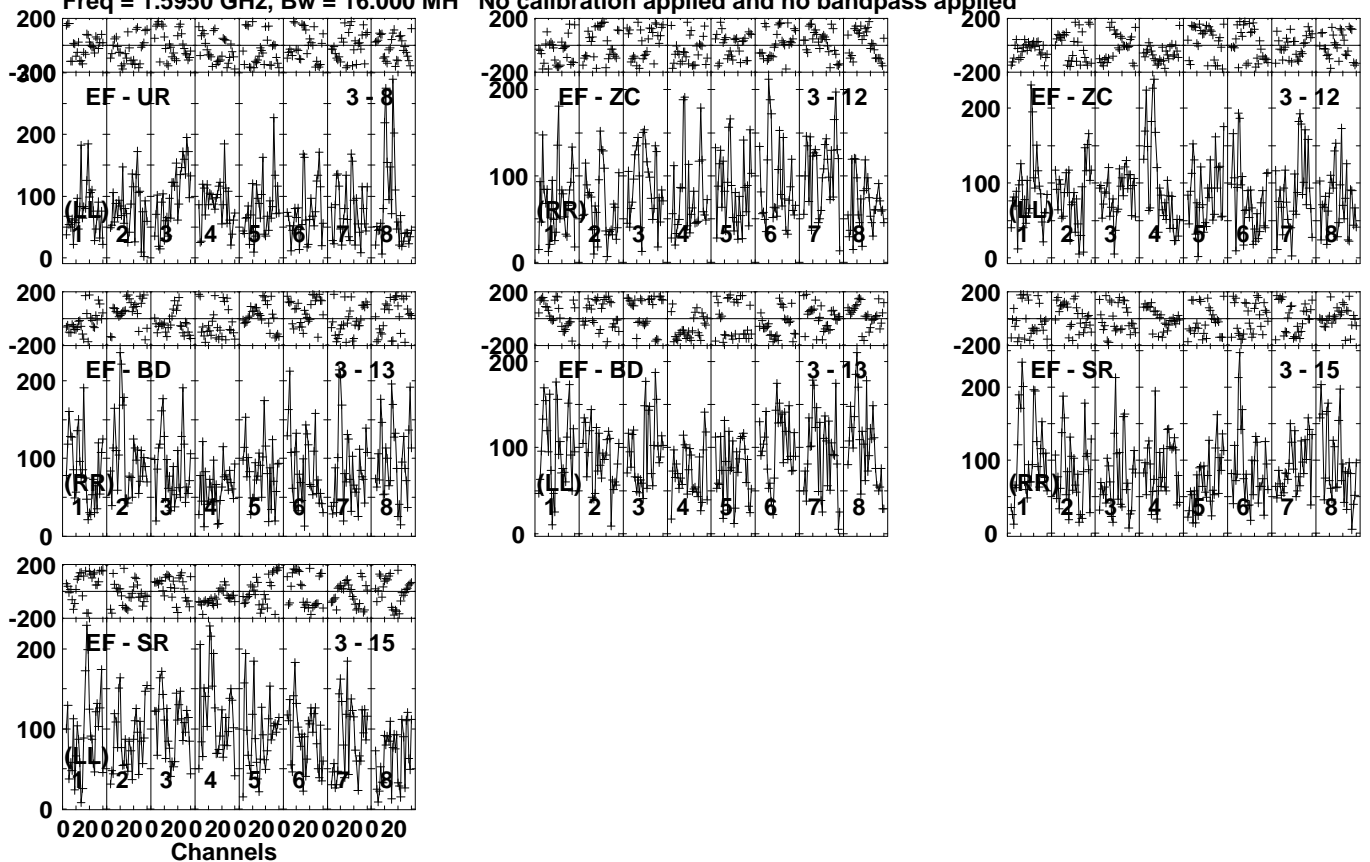 Freq = 1.5950 GHz, Bw = 16.000 MH No calibration applied and no bandpass applied
200 200 200
-200 -200 -200
300
EF - UR 3 - 8 EF - ZC 3 - 12 EF - ZC 3 - 12
200 200 200
100 100 100
(LL) (RR) (LL)
1 2 3 4 5 6 7 8 1 2 3 4 5 6 7 8 1 2 3 4 5 6 7 8
0 0 0
200 200 200
-200 -200 -200
EF - BD 3 - 13 EF - BD 3 - 13 EF - SR 3 - 15
200 200 200
100 100 100
(RR) (LL) (RR)
1 2 3 4 5 6 7 8 1 2 3 4 5 6 7 8 1 2 3 4 5 6 7 8
0 0 0
200
-200
EF - SR 3 - 15
200
100
(LL)
1 2 3 4 5 6 7 8
0
0 20 0 20 0 20 0 20 0 20 0 20 0 20 0 20
Channels